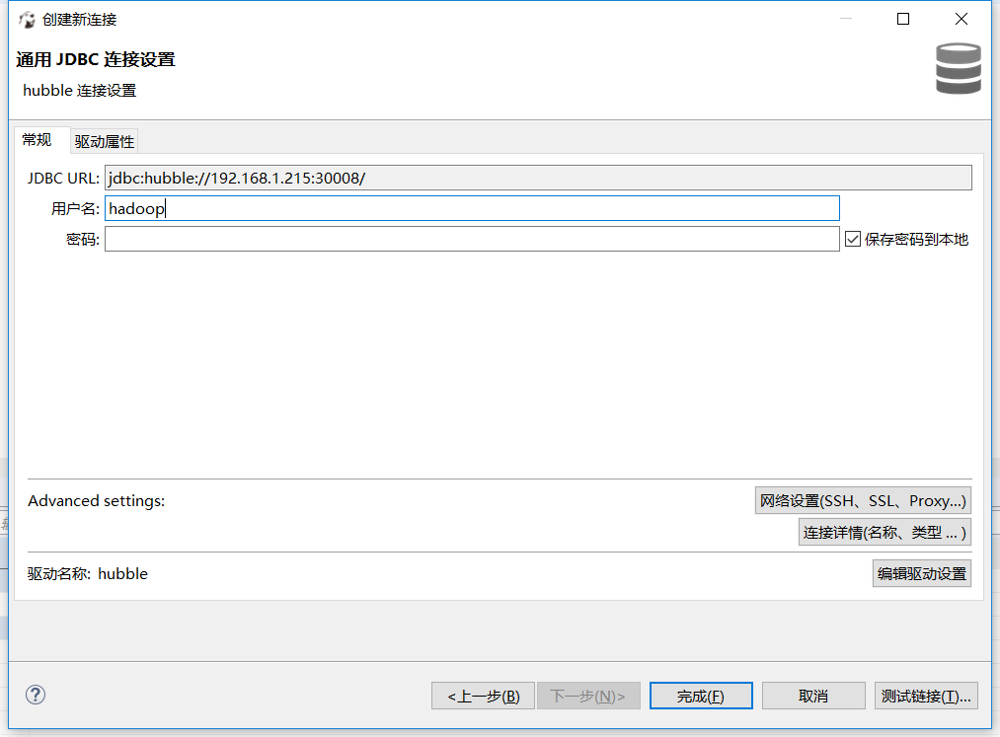 创建新连接
通用 JDBC 连接设置
hubble 连接设置
常规 驱动属性
JDBC URL: jdbc:hubble://192.168.1.215:30008/
用户名: hadoop
密码: 保存密码到本地
Advanced settings: 网络设置(SSH、SSL、Proxy...)
连接详情(名称、类型 ... )
驱动名称: hubble 编辑驱动设置
<上一步(B) 下一步(N)> 完成(F) 取消 测试链接(T)...